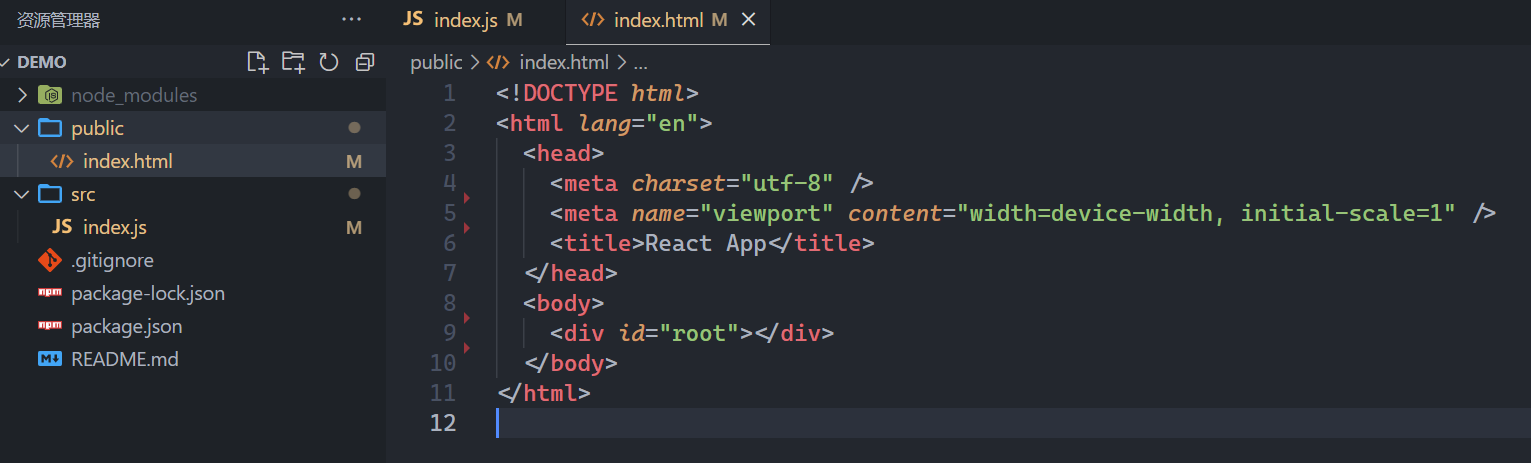 资源管理器 ···
DEMO
node_modules
public
index.html M
src
index.js M
.gitignore
package-lock.json
package.json
README.md
JS index.js M </> index.html M ×
public > </> index.html > ...
1 <!DOCTYPE html>
2 <html lang="en">
3 <head>
4 <meta charset="utf-8" />
5 <meta name="viewport" content="width=device-width, initial-scale=1" />
6 <title>React App</title>
7 </head>
8 <body>
9 <div id="root"></div>
10 </body>
11 </html>
12